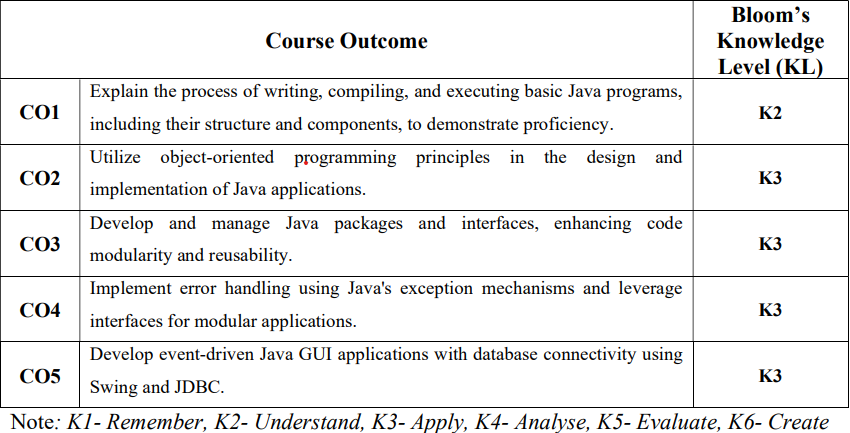 Course Outcome
Bloom’s
Knowledge
Level (KL)
CO1
Explain the process of writing, compiling, and executing basic Java programs,
including their structure and components, to demonstrate proficiency.
K2
CO2
Utilize object-oriented programming principles in the design and
implementation of Java applications.
K3
CO3
Develop and manage Java packages and interfaces, enhancing code
modularity and reusability.
K3
CO4
Implement error handling using Java's exception mechanisms and leverage
interfaces for modular applications.
K3
CO5
Develop event-driven Java GUI applications with database connectivity using
Swing and JDBC.
K3
Note: K1- Remember, K2- Understand, K3- Apply, K4- Analyse, K5- Evaluate, K6- Create